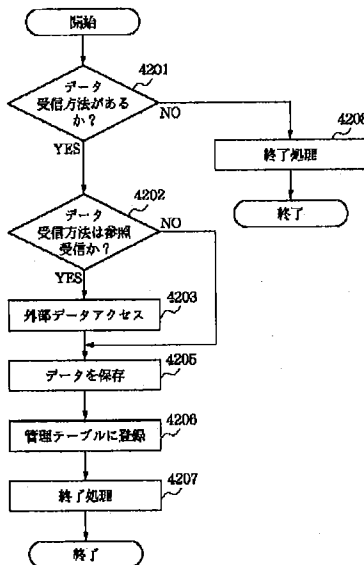 開始
4201
データ
受信方法がある
か？
NO
YES
4208
終了処理
終了
4202
データ
受信方法は参照
受信か？
NO
YES
4203
外部データアクセス
4205
データを保存
4206
管理テーブルに登録
4207
終了処理
終了